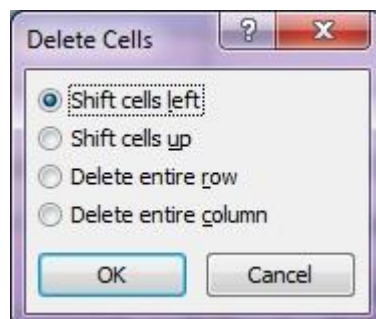 Delete Cells
Shift cells left
Shift cells up
Delete entire row
Delete entire column
OK Cancel